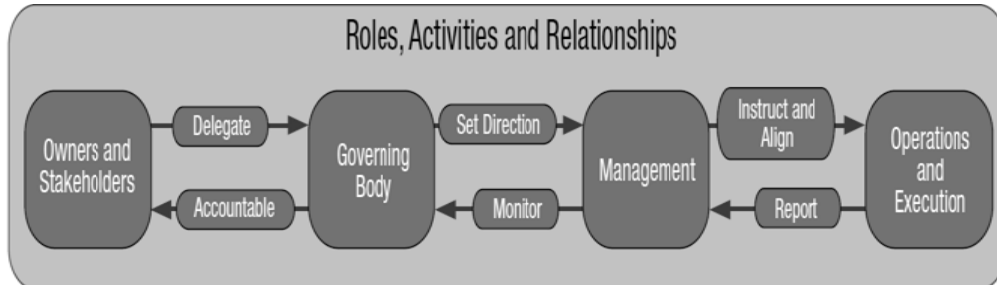 Roles, Activities and Relationships
Owners and
Stakeholders
Delegate
Accountable
Governing
Body
Set Direction
Monitor
Management
Instruct and
Align
Report
Operations
and
Execution